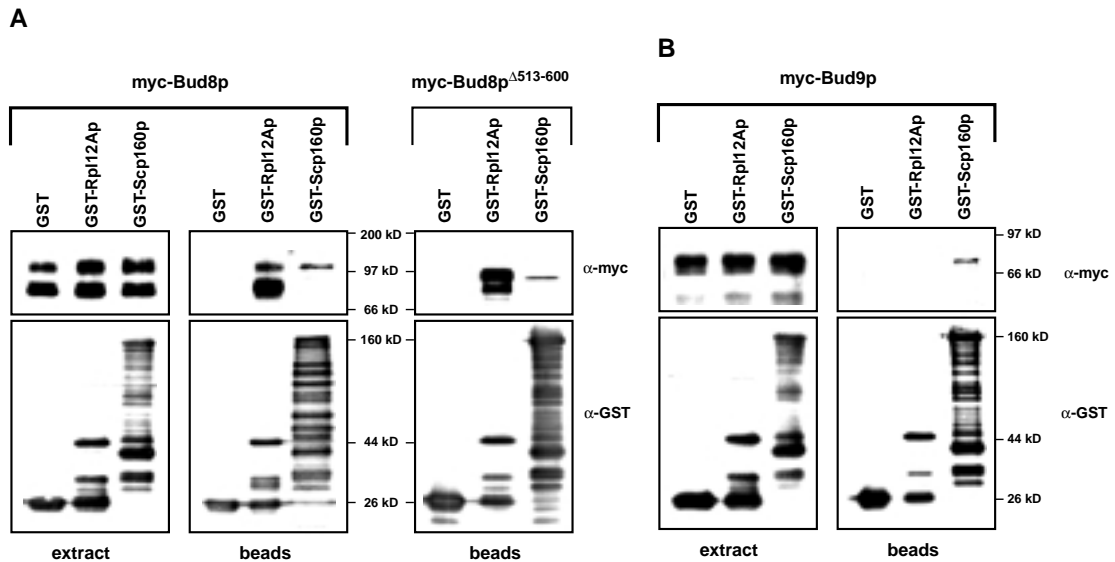 A
myc-Bud8p
myc-Bud8pΔ513-600
GST
GST-Rpl12Ap
GST-Scp160p
GST
GST-Rpl12Ap
GST-Scp160p
GST
GST-Rpl12Ap
GST-Scp160p
200 kD
97 kD
66 kD
α-myc
160 kD
44 kD
26 kD
α-GST
extract
beads
beads
B
myc-Bud9p
GST
GST-Rpl12Ap
GST-Scp160p
GST
GST-Rpl12Ap
GST-Scp160p
97 kD
66 kD
α-myc
160 kD
44 kD
26 kD
α-GST
extract
beads